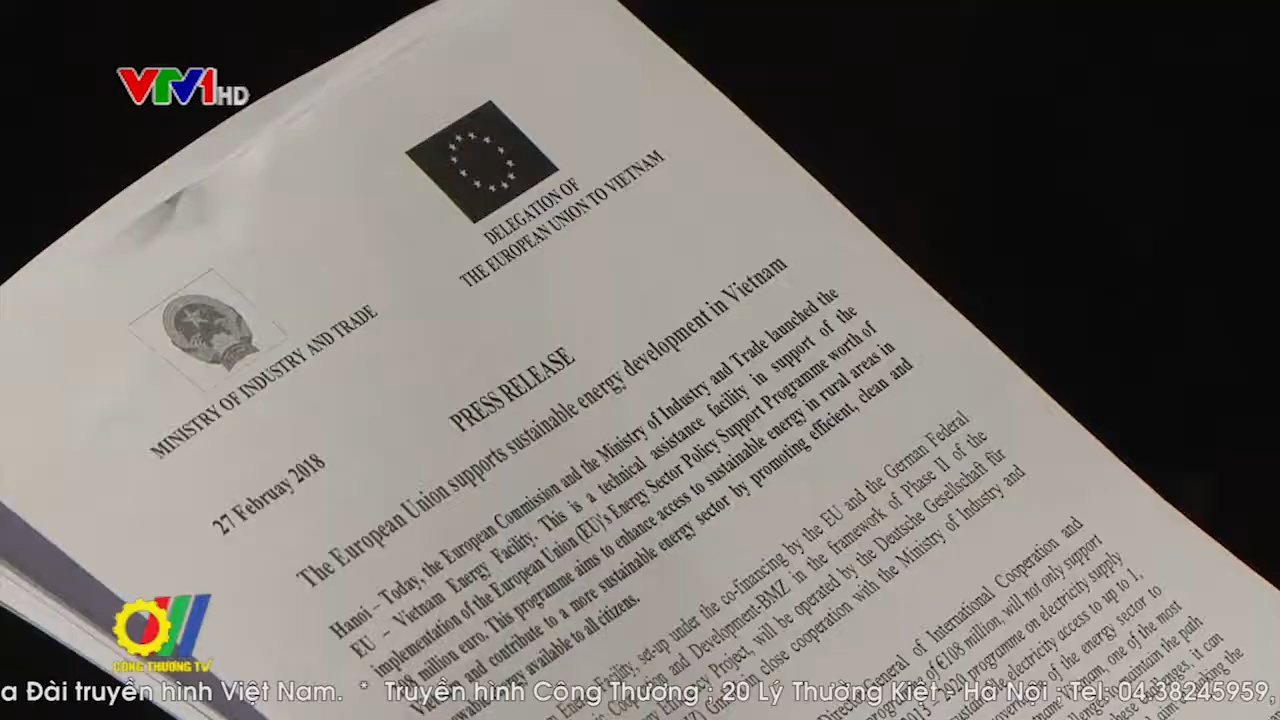 VTV1 HD
DELEGATION OF
THE EUROPEAN UNION TO VIETNAM
MINISTRY OF INDUSTRY AND TRADE
27 February 2018
PRESS RELEASE
The European Union supports sustainable energy development in Vietnam
Hanoi – Today, the European Commission and the Ministry of Industry and Trade launched the
EU – Vietnam Energy Facility. This is a technical assistance facility in support of the
implementation of the European Union (EU)'s Energy Sector Policy Support Programme worth of
million euro. This programme aims to enhance access to sustainable energy in rural areas in
and contribute to a more sustainable energy sector by promoting efficient, clean and
energy available to all citizens.
set-up under the co-financing by the EU and the German Federal
Cooperation and Development-BMZ in the framework of Phase II of the
Energy Project, will be operated by the Deutsche Gesellschaft für
GmbH in close cooperation with the Ministry of Industry and
General of International Cooperation and
programme of €108 million, will not only support
programme on electricity supply
electricity access to up to 1,
of the energy sector to
Vietnam, one of the most
maintain the path
challenges, it can
the
CÔNG THƯƠNG TV
a Đài truyền hình Việt Nam. * Truyền hình Công Thương ; 20 Lý Thường Kiệt - Hà Nội ; Tel: 04.38245959,